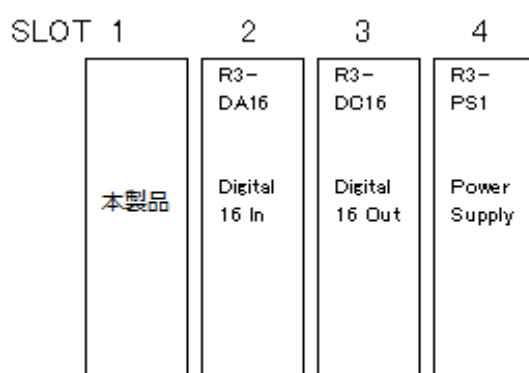 SLOT 1 2 3 4
本製品
R3-
DA16
Digital
16 In
R3-
DC16
Digital
16 Out
R3-
PS1
Power
Supply